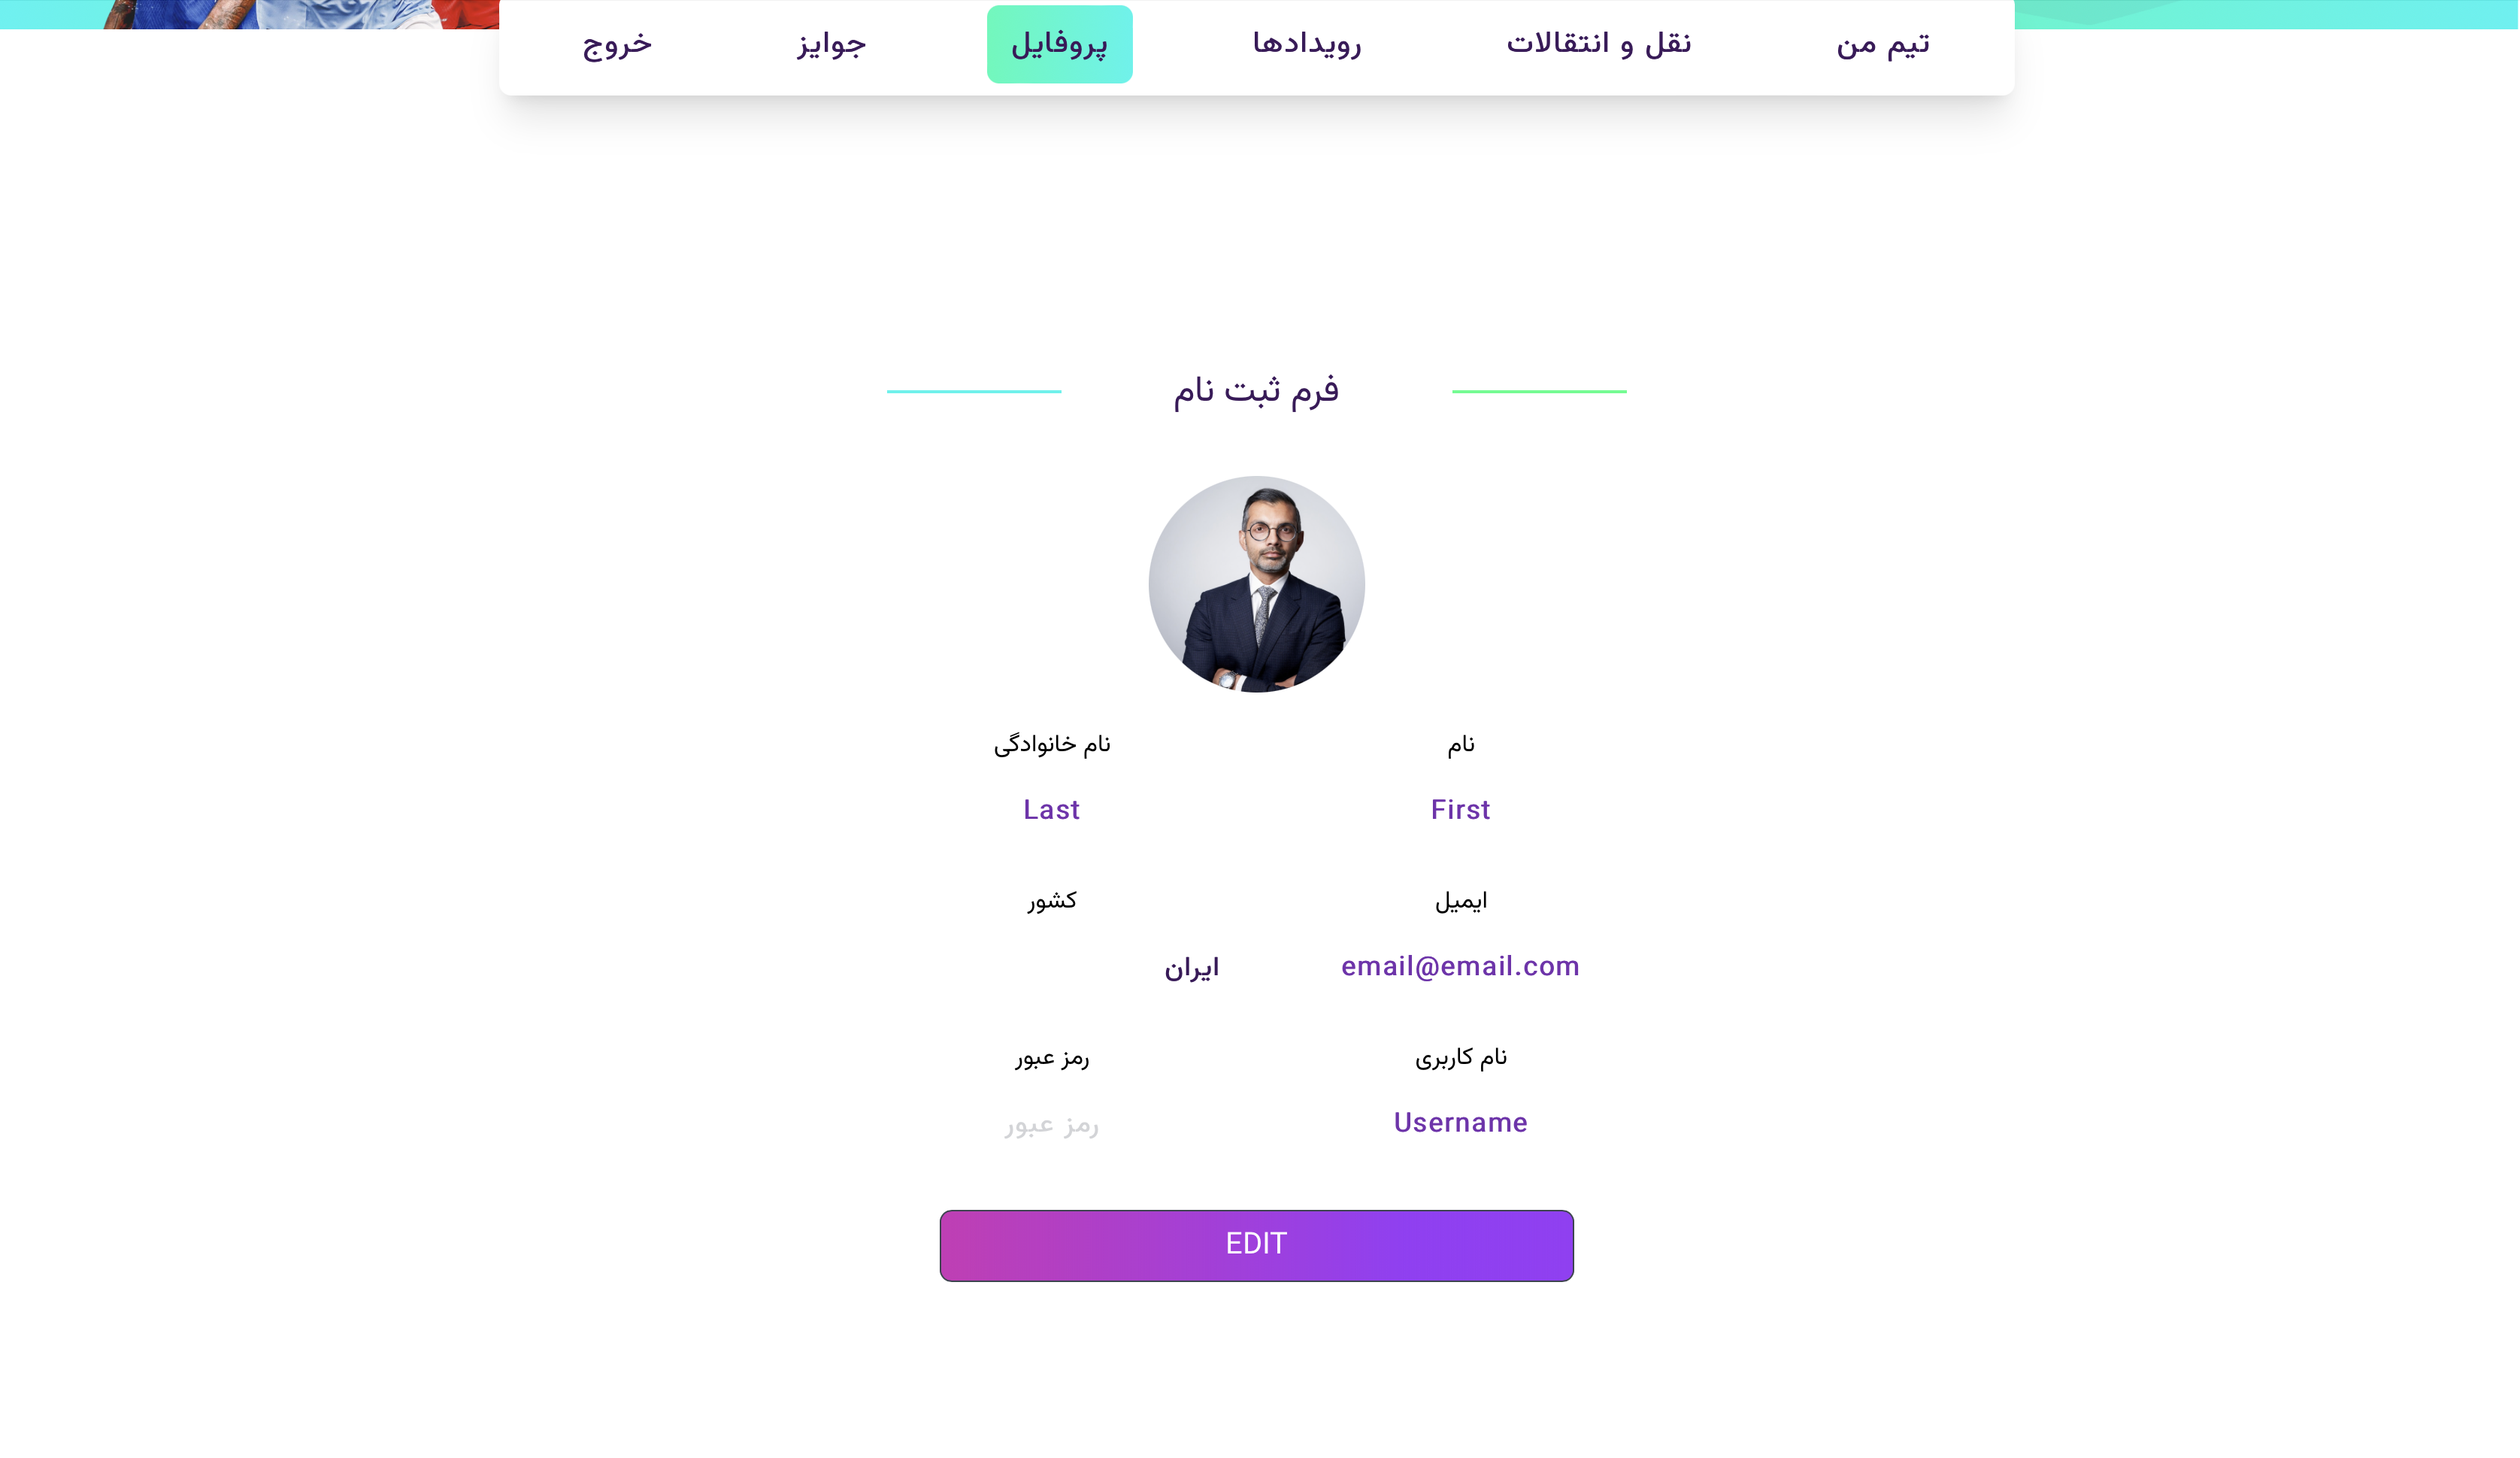 تیم من
نقل و انتقالات
رویدادها
پروفایل
جوایز
خروج
فرم ثبت نام
نام
نام خانوادگی
First
Last
ایمیل
کشور
email@email.com
ایران
نام کاربری
رمز عبور
Username
رمز عبور
EDIT